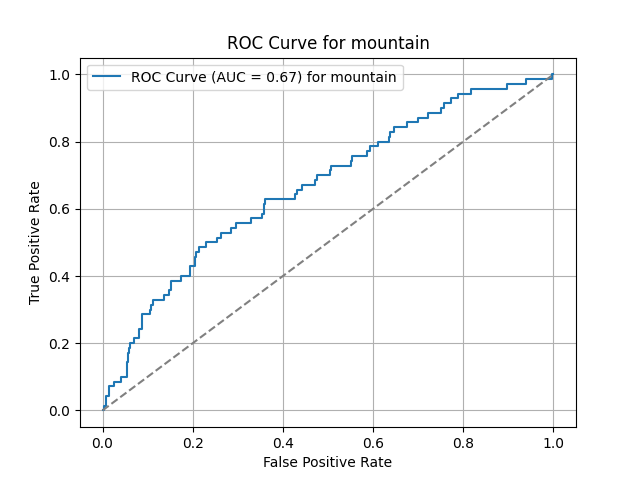 ROC Curve for mountain
ROC Curve (AUC = 0.67) for mountain
True Positive Rate
1.0
0.8
0.6
0.4
0.2
0.0
0.0 0.2 0.4 0.6 0.8 1.0
False Positive Rate